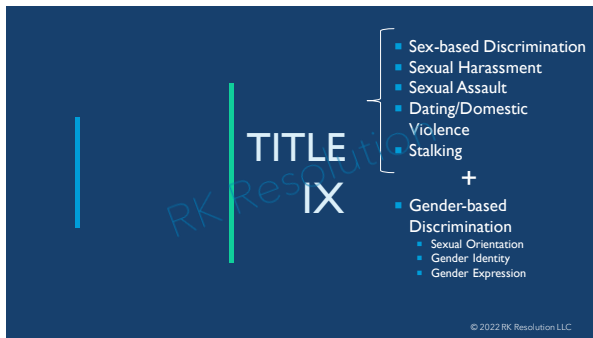 TITLE
IX
Sex-based Discrimination
Sexual Harassment
Sexual Assault
Dating/Domestic
Violence
Stalking
+
Gender-based
Discrimination
Sexual Orientation
Gender Identity
Gender Expression
RK Resolution
© 2022 RK Resolution LLC